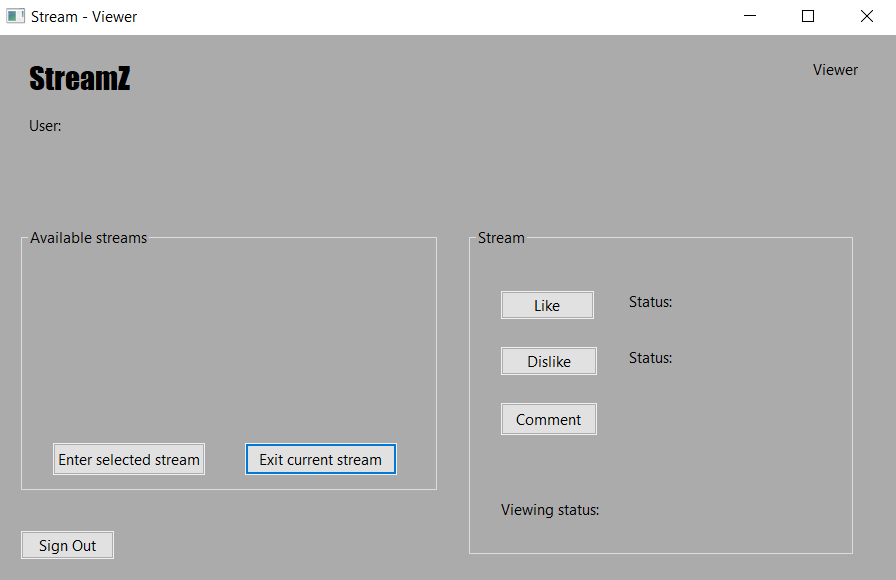 Stream - Viewer
StreamZ
Viewer
User:
Available streams
Enter selected stream
Exit current stream
Stream
Like
Status:
Dislike
Status:
Comment
Viewing status:
Sign Out